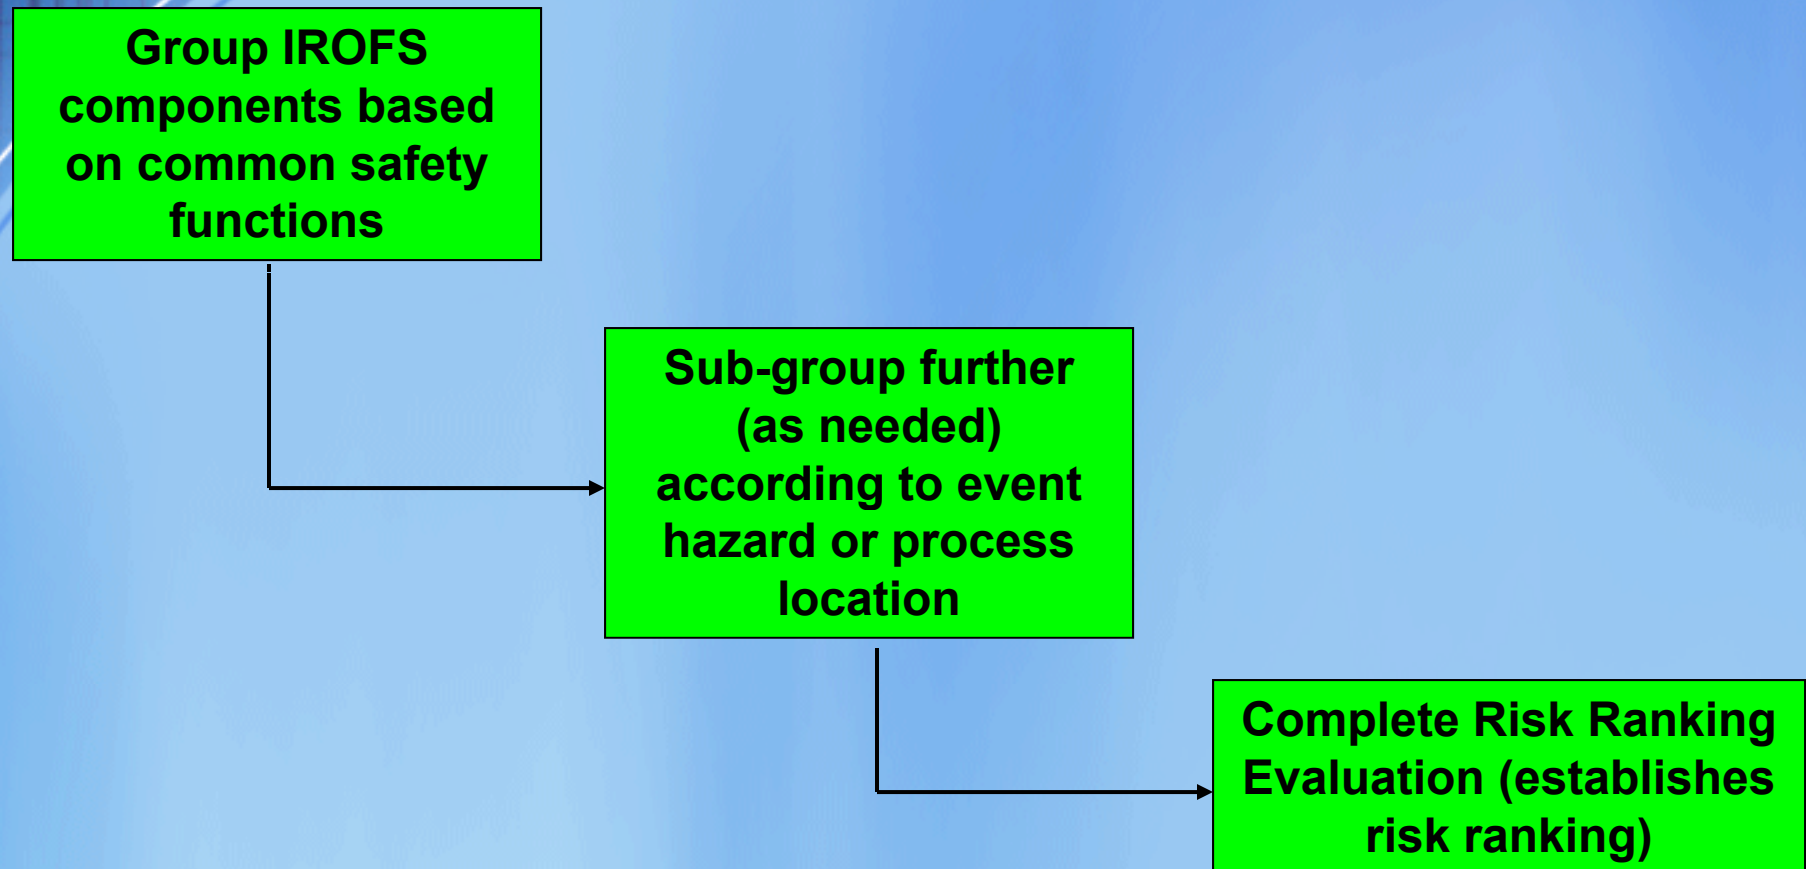 Group IROFS
components based
on common safety
functions
Sub-group further
(as needed)
according to event
hazard or process
location
Complete Risk Ranking
Evaluation (establishes
risk ranking)